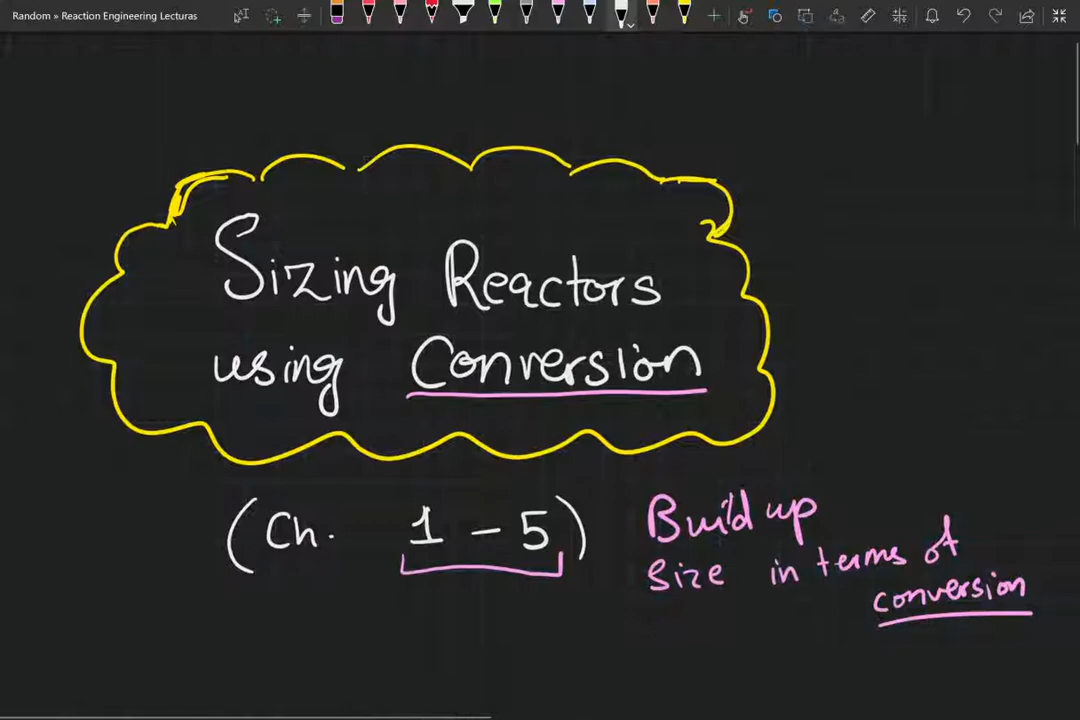 Random » Reaction Engineering Lecturas
Sizing Reactors
using Conversion
(Ch. 1 - 5)
Build up
Size in terms of
conversion